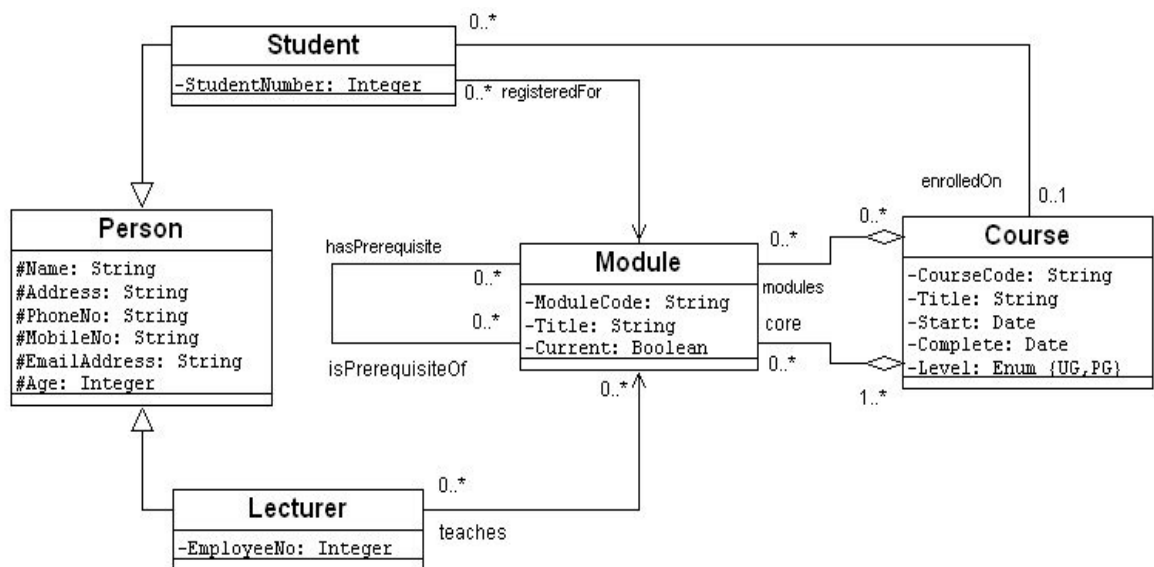 Student
-StudentNumber: Integer
0..*
0..*
registeredFor
enrolledOn
0..1
Person
#Name: String
#Address: String
#PhoneNo: String
#MobileNo: String
#EmailAddress: String
#Age: Integer
hasPrerequisite
0..*
0..*
isPrerequisiteOf
Module
-ModuleCode: String
-Title: String
-Current: Boolean
0..*
0..*
modules
core
0..*
0..*
1..*
Course
-CourseCode: String
-Title: String
-Start: Date
-Complete: Date
-Level: Enum {UG,PG}
Lecturer
-EmployeeNo: Integer
0..*
teaches